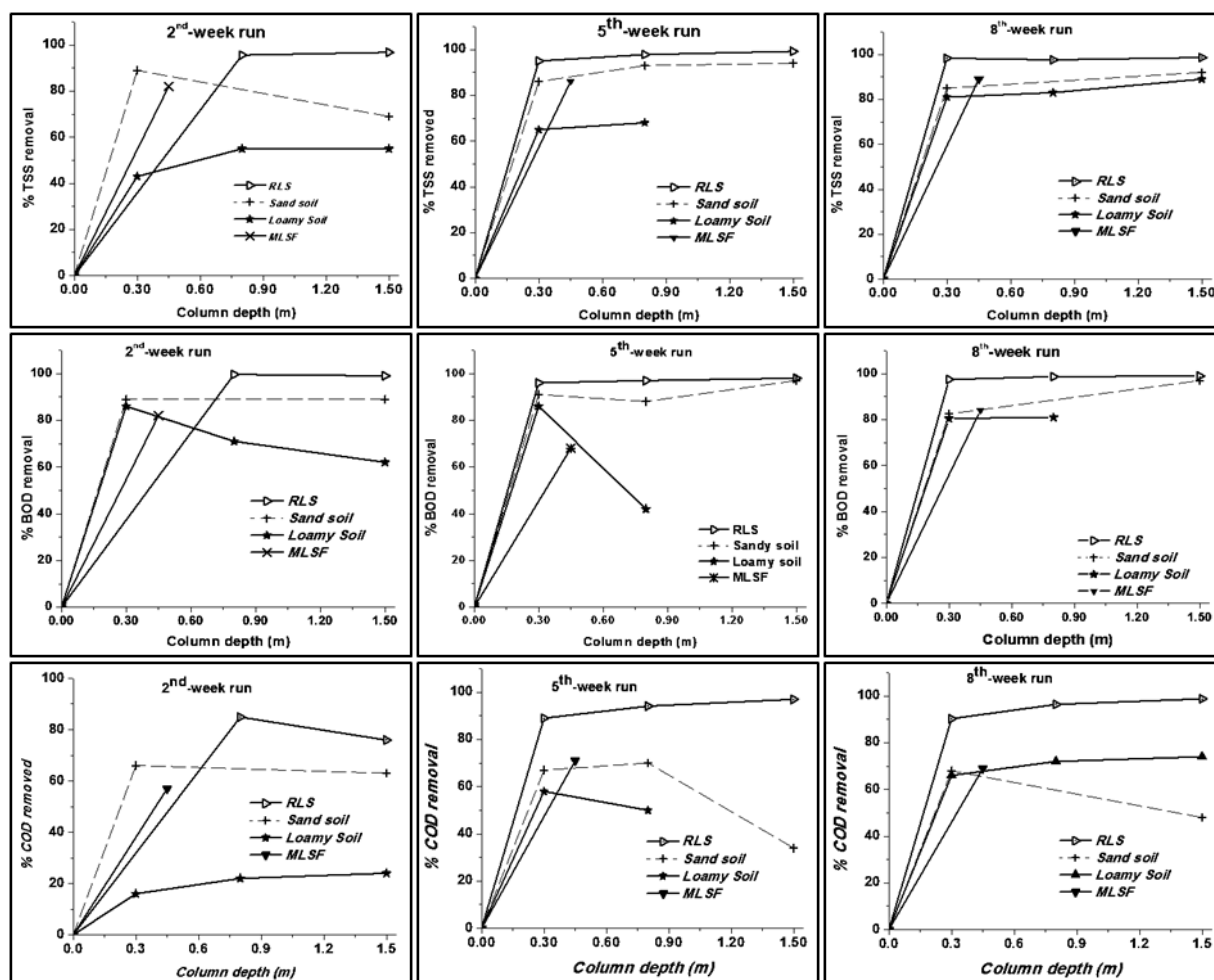 2nd-week run
% TSS removal
100
80
60
40
20
0
RLS
Sand soil
Loamy Soil
MLSF
0.00 0.30 0.60 0.90 1.20 1.50
Column depth (m)
5th-week run
% TSS removed
100
80
60
40
20
0
RLS
Sand soil
Loamy Soil
MLSF
0.00 0.30 0.60 0.90 1.20 1.50
Column depth (m)
8th-week run
% TSS removal
100
80
60
40
20
0
RLS
Sand soil
Loamy Soil
MLSF
0.00 0.30 0.60 0.90 1.20 1.50
Column depth (m)
2nd-week run
% BOD removal
100
80
60
40
20
0
RLS
Sand soil
Loamy Soil
MLSF
0.00 0.30 0.60 0.90 1.20 1.50
Column depth (m)
5th-week run
% BOD removal
100
80
60
40
20
0
RLS
Sandy soil
Loamy soil
MLSF
0.00 0.30 0.60 0.90 1.20 1.50
Column depth (m)
8th-week run
% BOD removal
100
80
60
40
20
0
RLS
Sand soil
Loamy Soil
MLSF
0.00 0.30 0.60 0.90 1.20 1.50
Column depth (m)
2nd-week run
% COD removed
100
80
60
40
20
0
RLS
Sand soil
Loamy Soil
MLSF
0.00 0.30 0.60 0.90 1.20 1.50
Column depth (m)
5th-week run
% COD removal
100
80
60
40
20
0
RLS
Sand soil
Loamy Soil
MLSF
0.00 0.30 0.60 0.90 1.20 1.50
Column depth (m)
8th-week run
% COD removal
100
80
60
40
20
0
RLS
Sand soil
Loamy Soil
MLSF
0.00 0.30 0.60 0.90 1.20 1.50
Column depth (m)